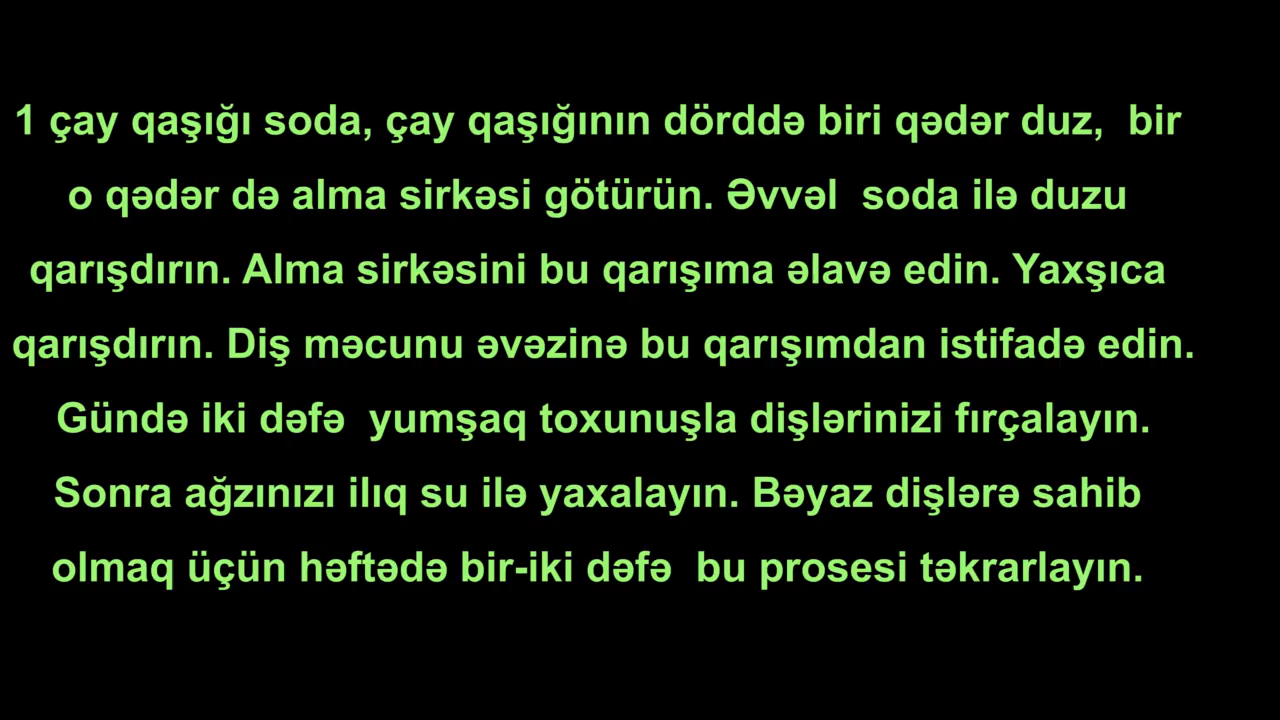 1 çay qaşığı soda, çay qaşığının dörddə biri qədər duz,  bir
o qədər də alma sirkəsi götürün. Əvvəl  soda ilə duzu
qarışdırın. Alma sirkəsini bu qarışıma əlavə edin. Yaxşıca
qarışdırın. Diş məcunu əvəzinə bu qarışımdan istifadə edin.
Gündə iki dəfə  yumşaq toxunuşla dişlərinizi fırçalayın.
Sonra ağzınızı ilıq su ilə yaxalayın. Bəyaz dişlərə sahib
olmaq üçün həftədə bir-iki dəfə  bu prosesi təkrarlayın.